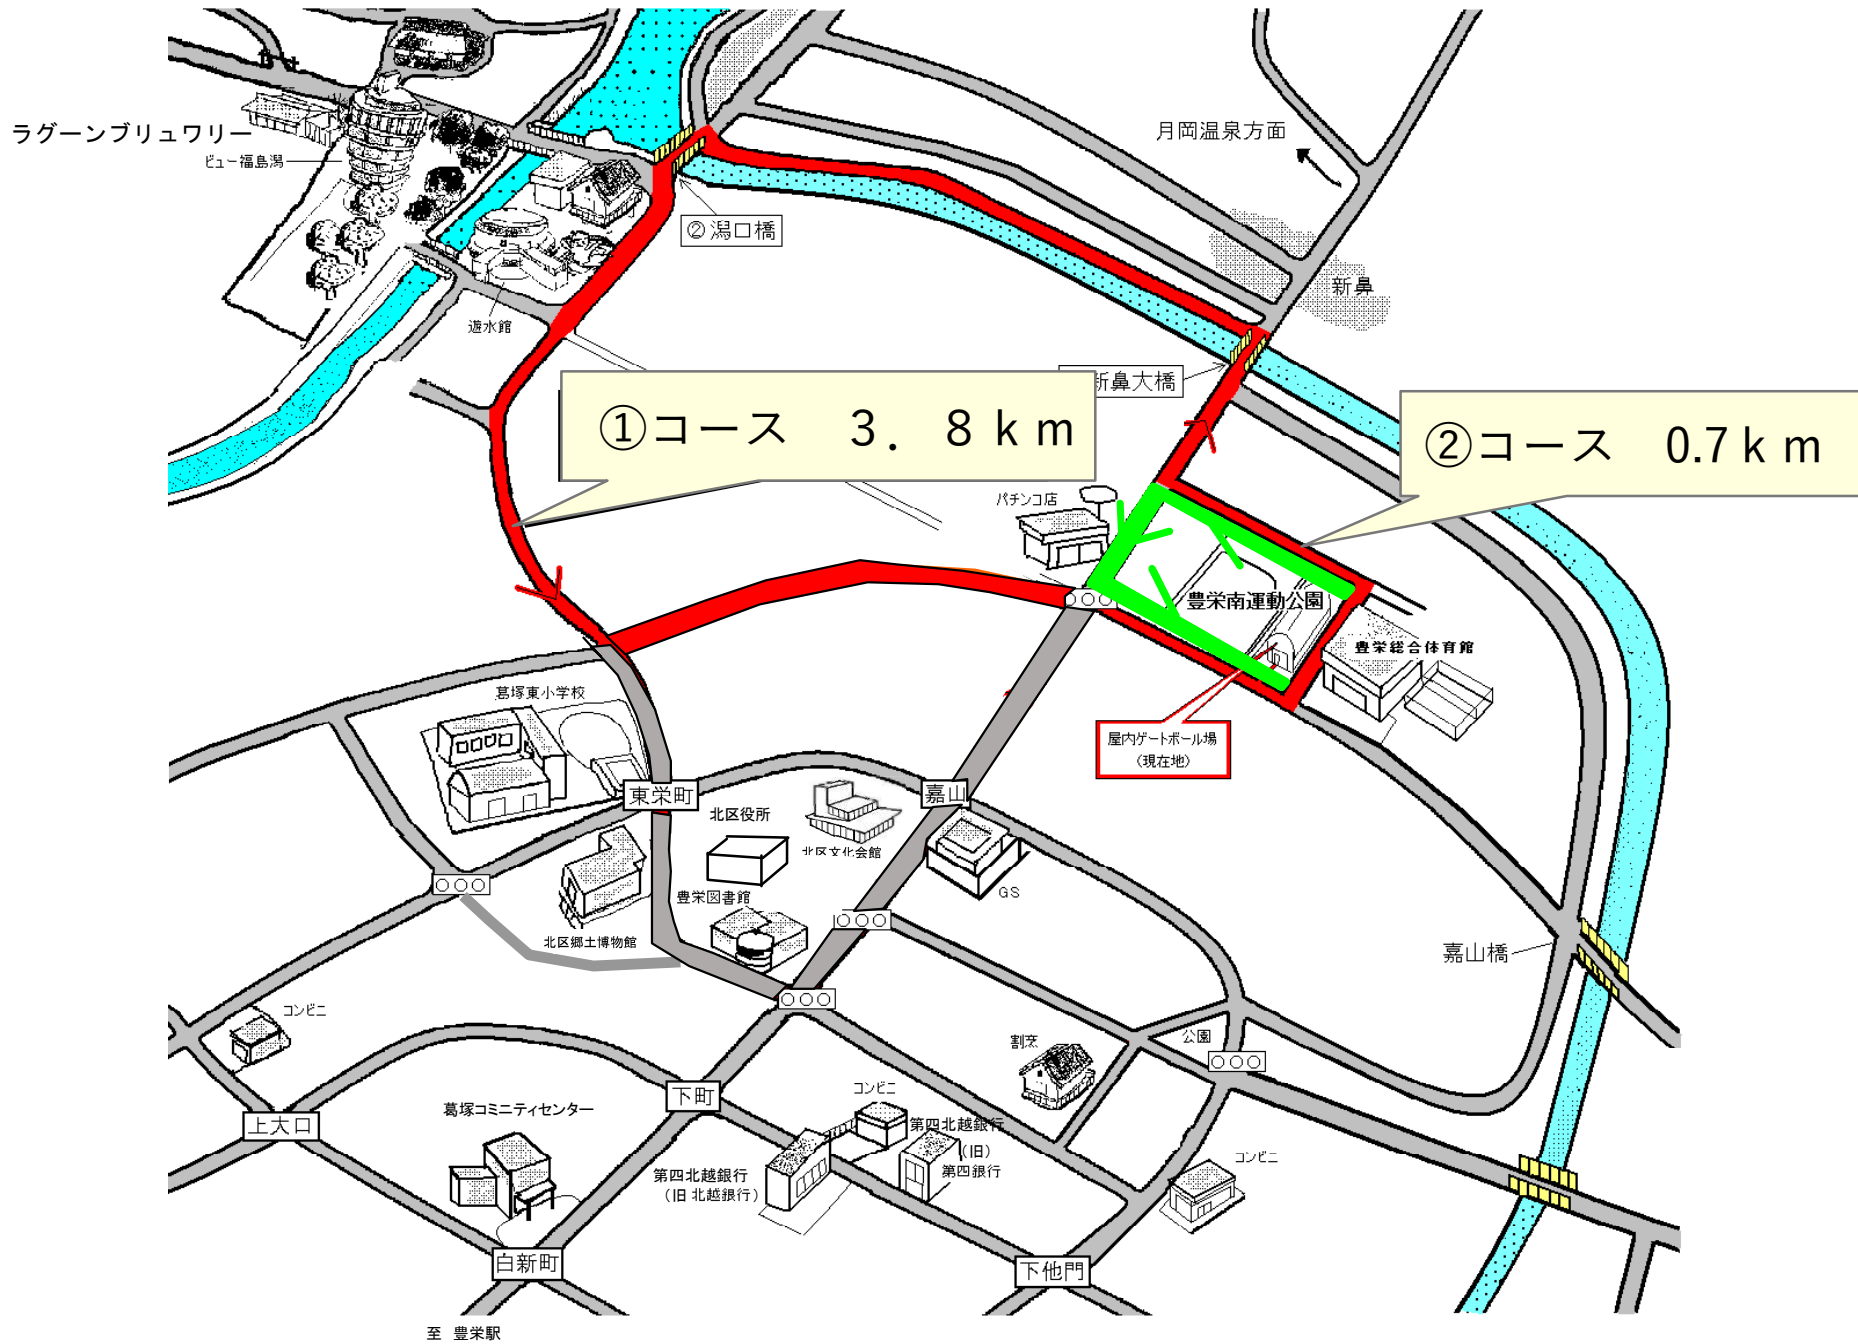 月岡温泉方面
ラグーンブリュワリー
ビュー福島潟
②潟口橋
新鼻
遊水館
新鼻大橋
①コース 3.8km
②コース 0.7km
パチンコ店
豊栄南運動公園
豊栄総合体育館
葛塚東小学校
屋内ゲートボール場
(現在地)
東栄町
嘉山
北区役所
北区文化会館
GS
豊栄図書館
北区郷土博物館
嘉山橋
コンビニ
公園
割烹
下町
コンビニ
葛塚コミニティセンター
上大口
第四北越銀行
(旧)
第四銀行
第四北越銀行
(旧 北越銀行)
コンビニ
白新町
下他門
至 豊栄駅